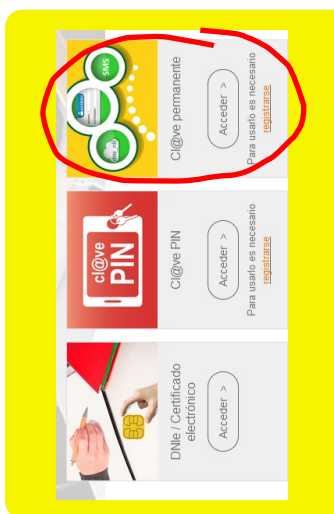 DNIe / Certificado
electrónico
Acceder >
cl@ve
PIN
Cl@ve PIN
Acceder >
Para usarlo es necesario
registrarse
SMS
dni_nif
Cl@ve permanente
Acceder >
Para usarlo es necesario
registrarse